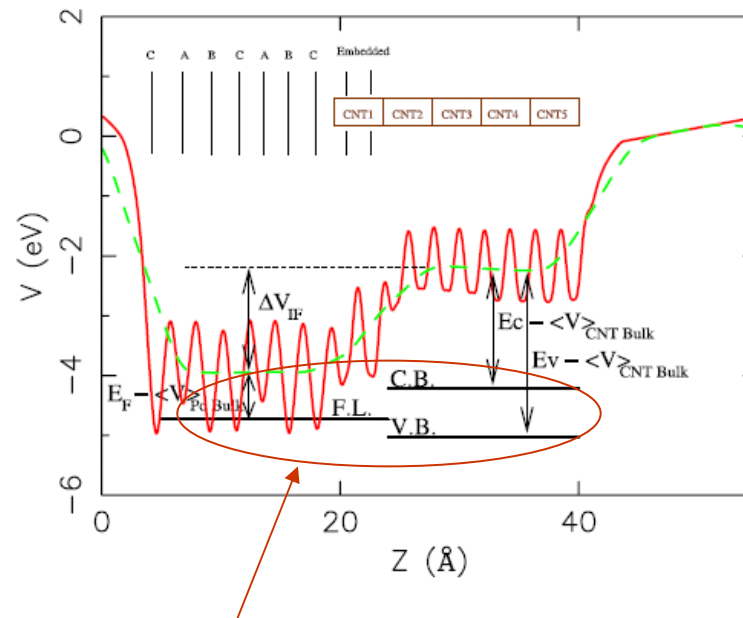 2
0
−2
−4
−6
V (eV)
C A B C A B C Embedded
CNT1 CNT2 CNT3 CNT4 CNT5
ΔV_IF
Ec − <V>_CNT Bulk
Ev − <V>_CNT Bulk
C.B.
E_F − <V>_Pd Bulk
F.L.
V.B.
0 20 40
Z (Å)